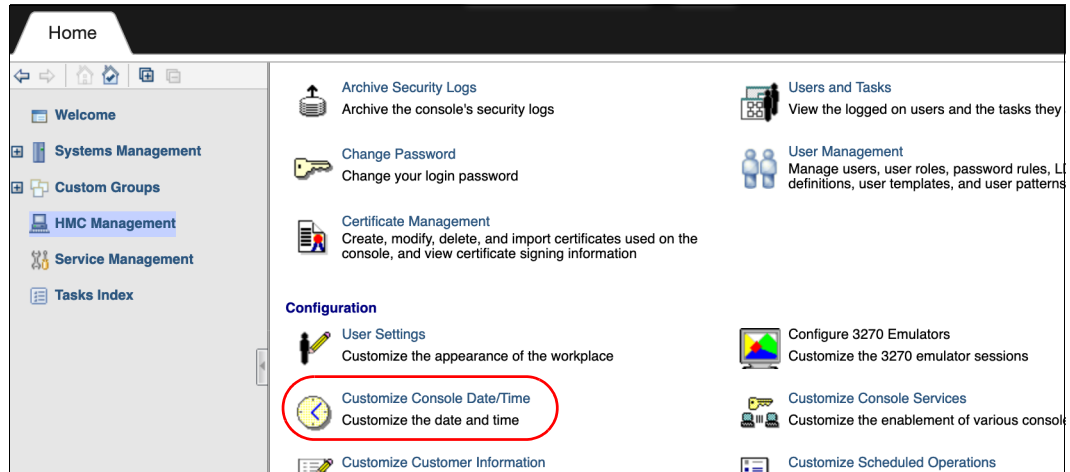 Home
Welcome
Systems Management
Custom Groups
HMC Management
Service Management
Tasks Index
Archive Security Logs
Archive the console's security logs
Users and Tasks
View the logged on users and the tasks they
Change Password
Change your login password
User Management
Manage users, user roles, password rules,
definitions, user templates, and user patterns
Certificate Management
Create, modify, delete, and import certificates used on the
console, and view certificate signing information
Configuration
User Settings
Customize the appearance of the workplace
Configure 3270 Emulators
Customize the 3270 emulator sessions
Customize Console Date/Time
Customize the date and time
Customize Console Services
Customize the enablement of various console
Customize Customer Information
Customize Scheduled Operations